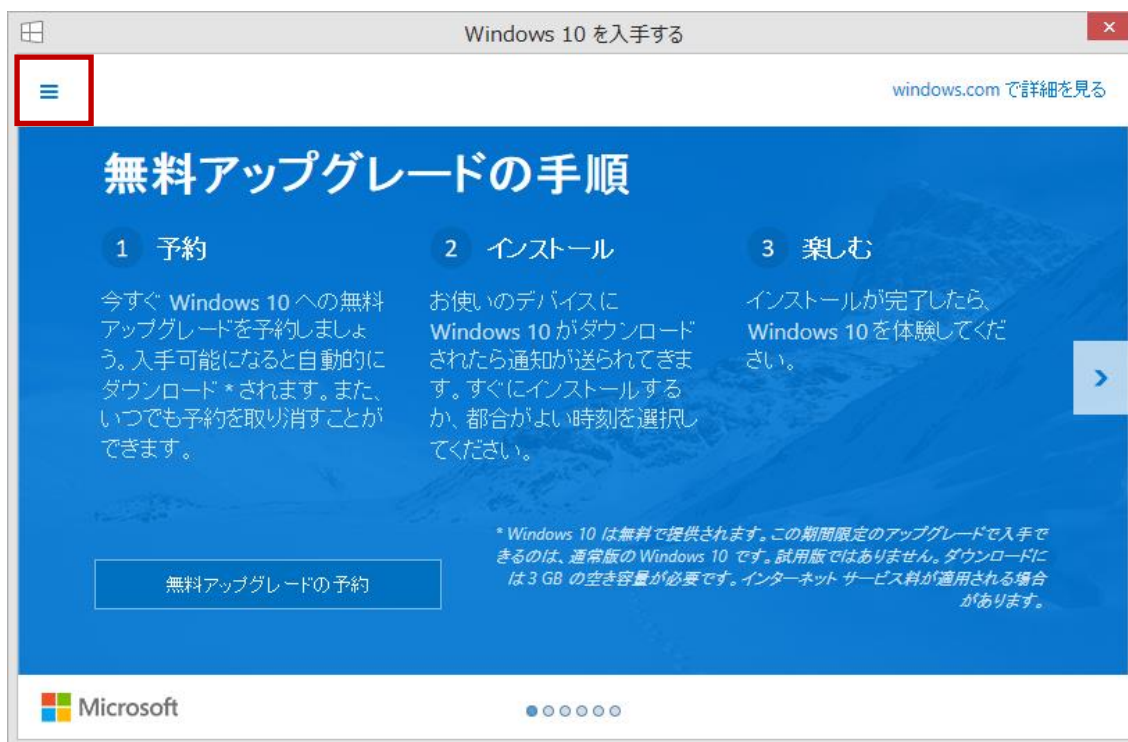 Windows 10 を入手する
windows.com で詳細を見る
無料アップグレードの手順
1 予約
今すぐ Windows 10 への無料
アップグレードを予約しましょ
う。入手可能になると自動的に
ダウンロード * されます。また、
いつでも予約を取り消すことが
できます。
2 インストール
お使いのデバイスに
Windows 10 がダウンロード
されたら通知が送られてきま
す。すぐにインストールする
か、都合がよい時刻を選択し
てください。
3 楽しむ
インストールが完了したら、
Windows 10 を体験してくだ
さい。
* Windows 10 は無料で提供されます。この期間限定のアップグレードで入手で
きるのは、通常版の Windows 10 です。試用版ではありません。ダウンロードに
は 3 GB の空き容量が必要です。インターネット サービス料が適用される場合
があります。
無料アップグレードの予約
Microsoft